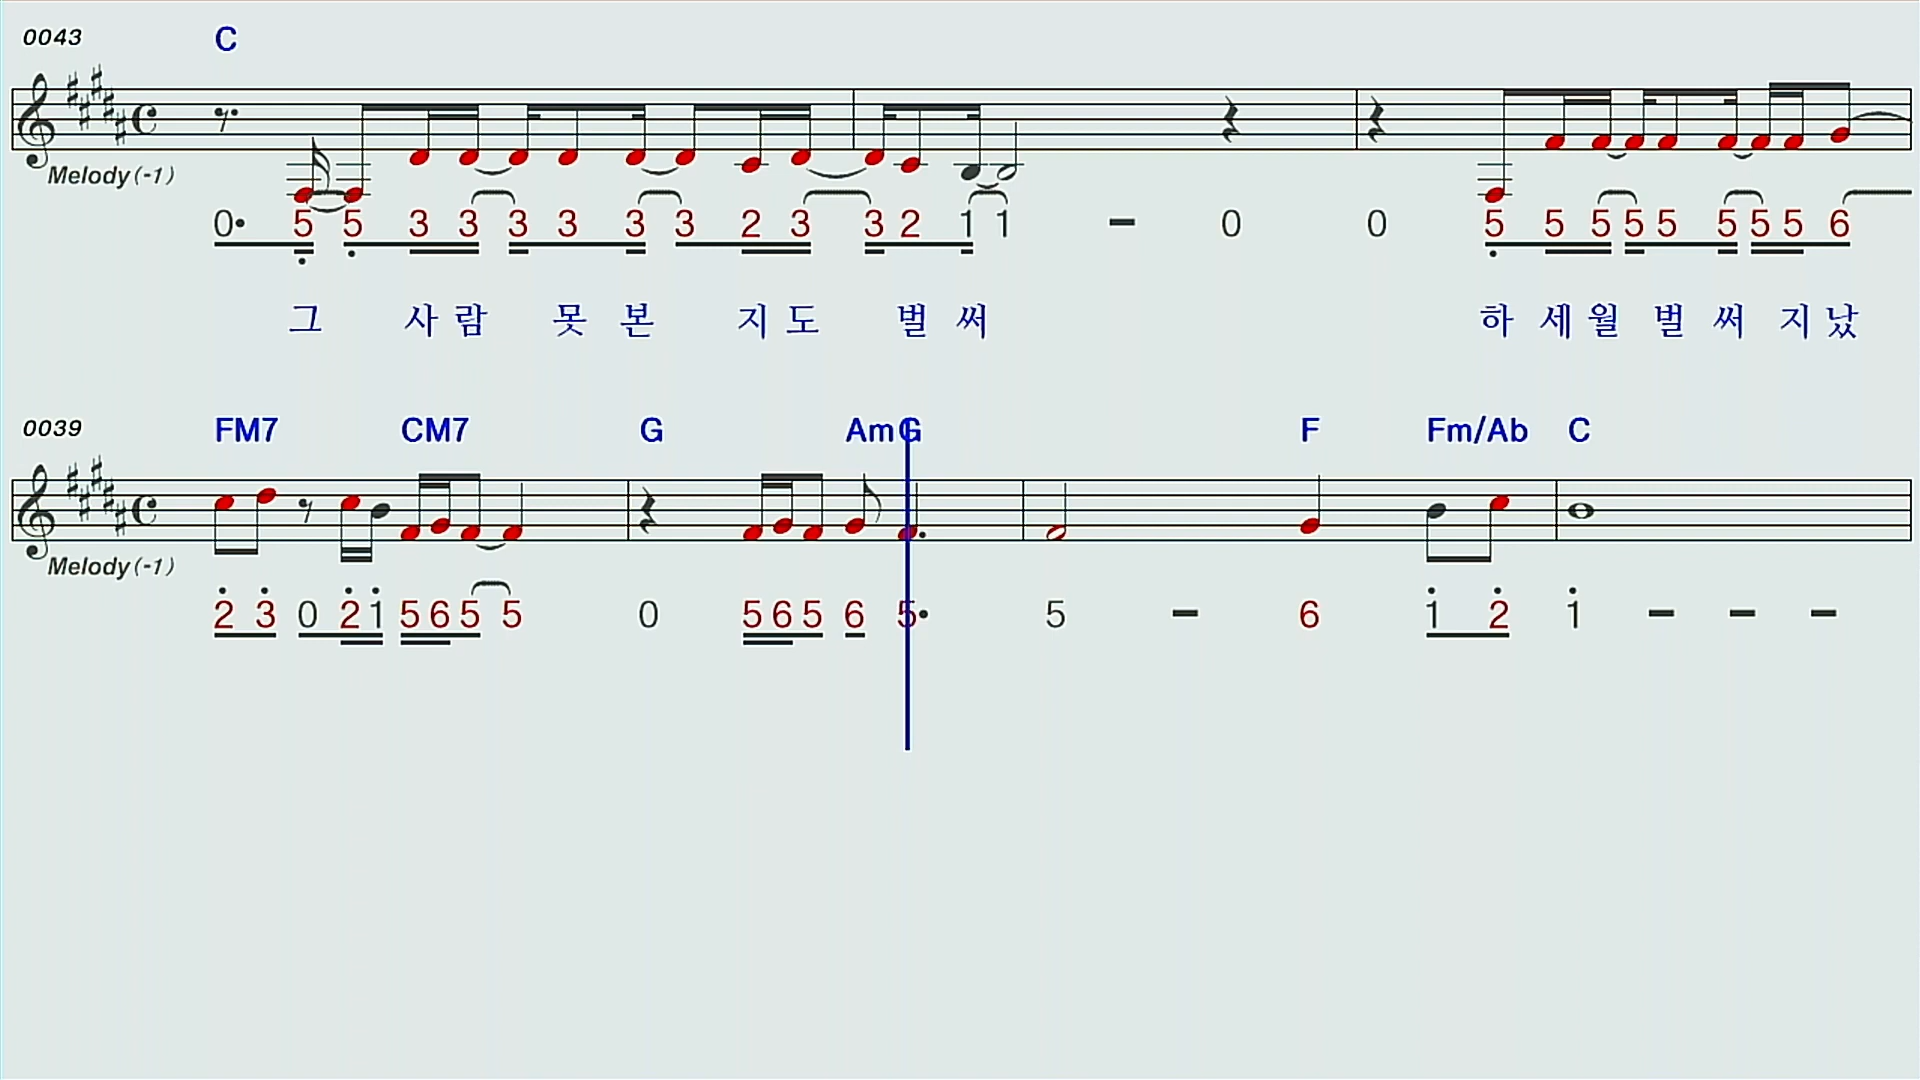 0043 C
Melody(-1)
0· 5 5 3 3 3 3 3 3 2 3 3 2 1 1 – 0 0 5 5 5 5 5 5 5 5 6
그 사 람 못 본 지 도 벌 써 하 세 월 벌 써 지 났
0039 FM7 CM7 G Am G F Fm/Ab C
Melody(-1)
2 3 0 2 1 5 6 5 5 0 5 6 5 6 5· 5 – 6 1 2 1 – – –